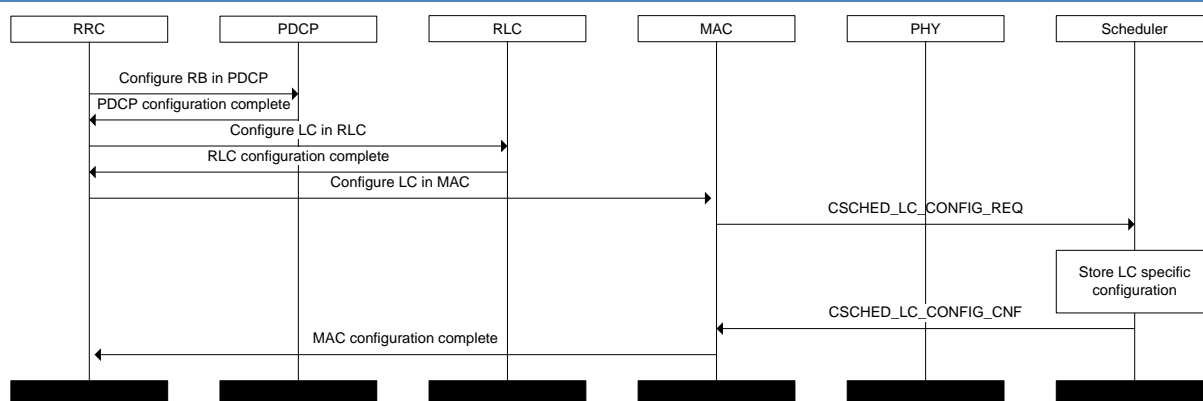 RRC PDCP RLC MAC PHY Scheduler
Configure RB in PDCP
PDCP configuration complete
Configure LC in RLC
RLC configuration complete
Configure LC in MAC
CSCHED_LC_CONFIG_REQ
Store LC specific
configuration
CSCHED_LC_CONFIG_CNF
MAC configuration complete